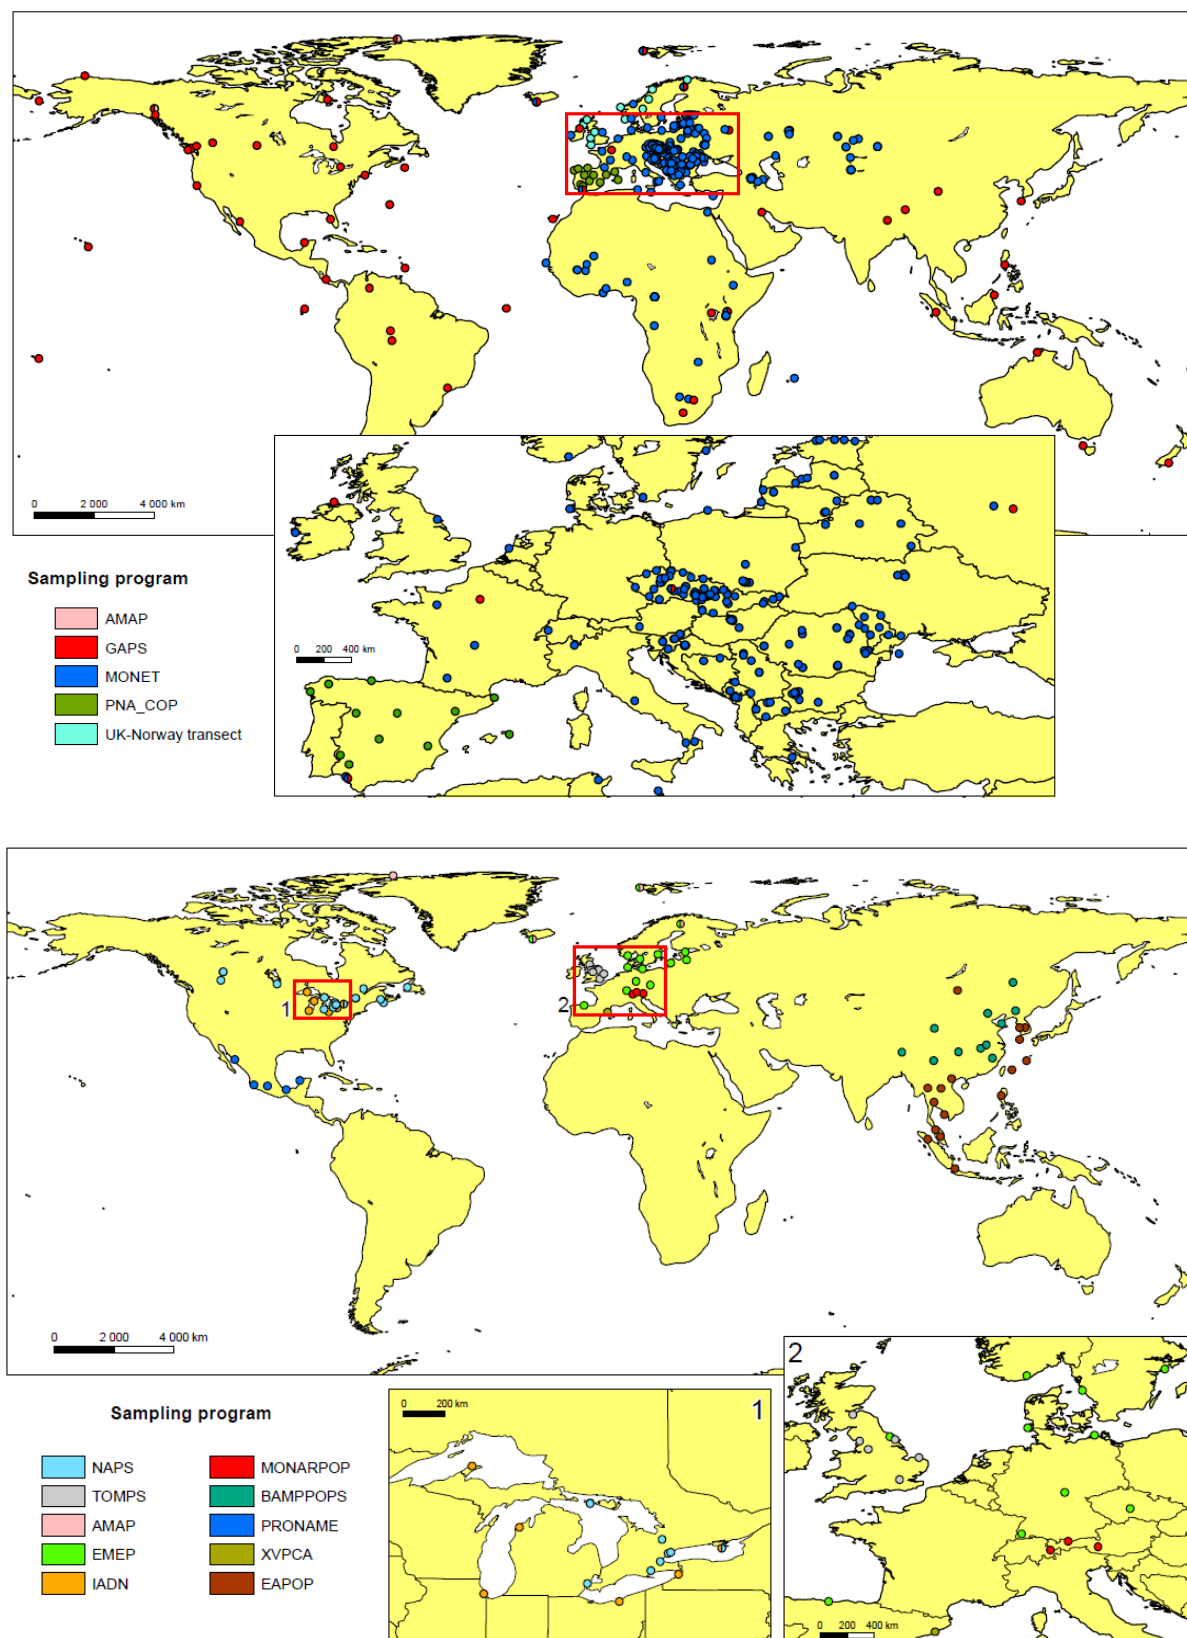 0 2 000 4 000 km
Sampling program
AMAP
GAPS
MONET
PNA_COP
UK-Norway transect
0 200 400 km
1
2
0 2 000 4 000 km
Sampling program
NAPS
TOMPS
AMAP
EMEP
IADN
MONARPOP
BAMPPOPS
PRONAME
XVPCA
EAPOP
0 200 km
1
2
0 200 400 km